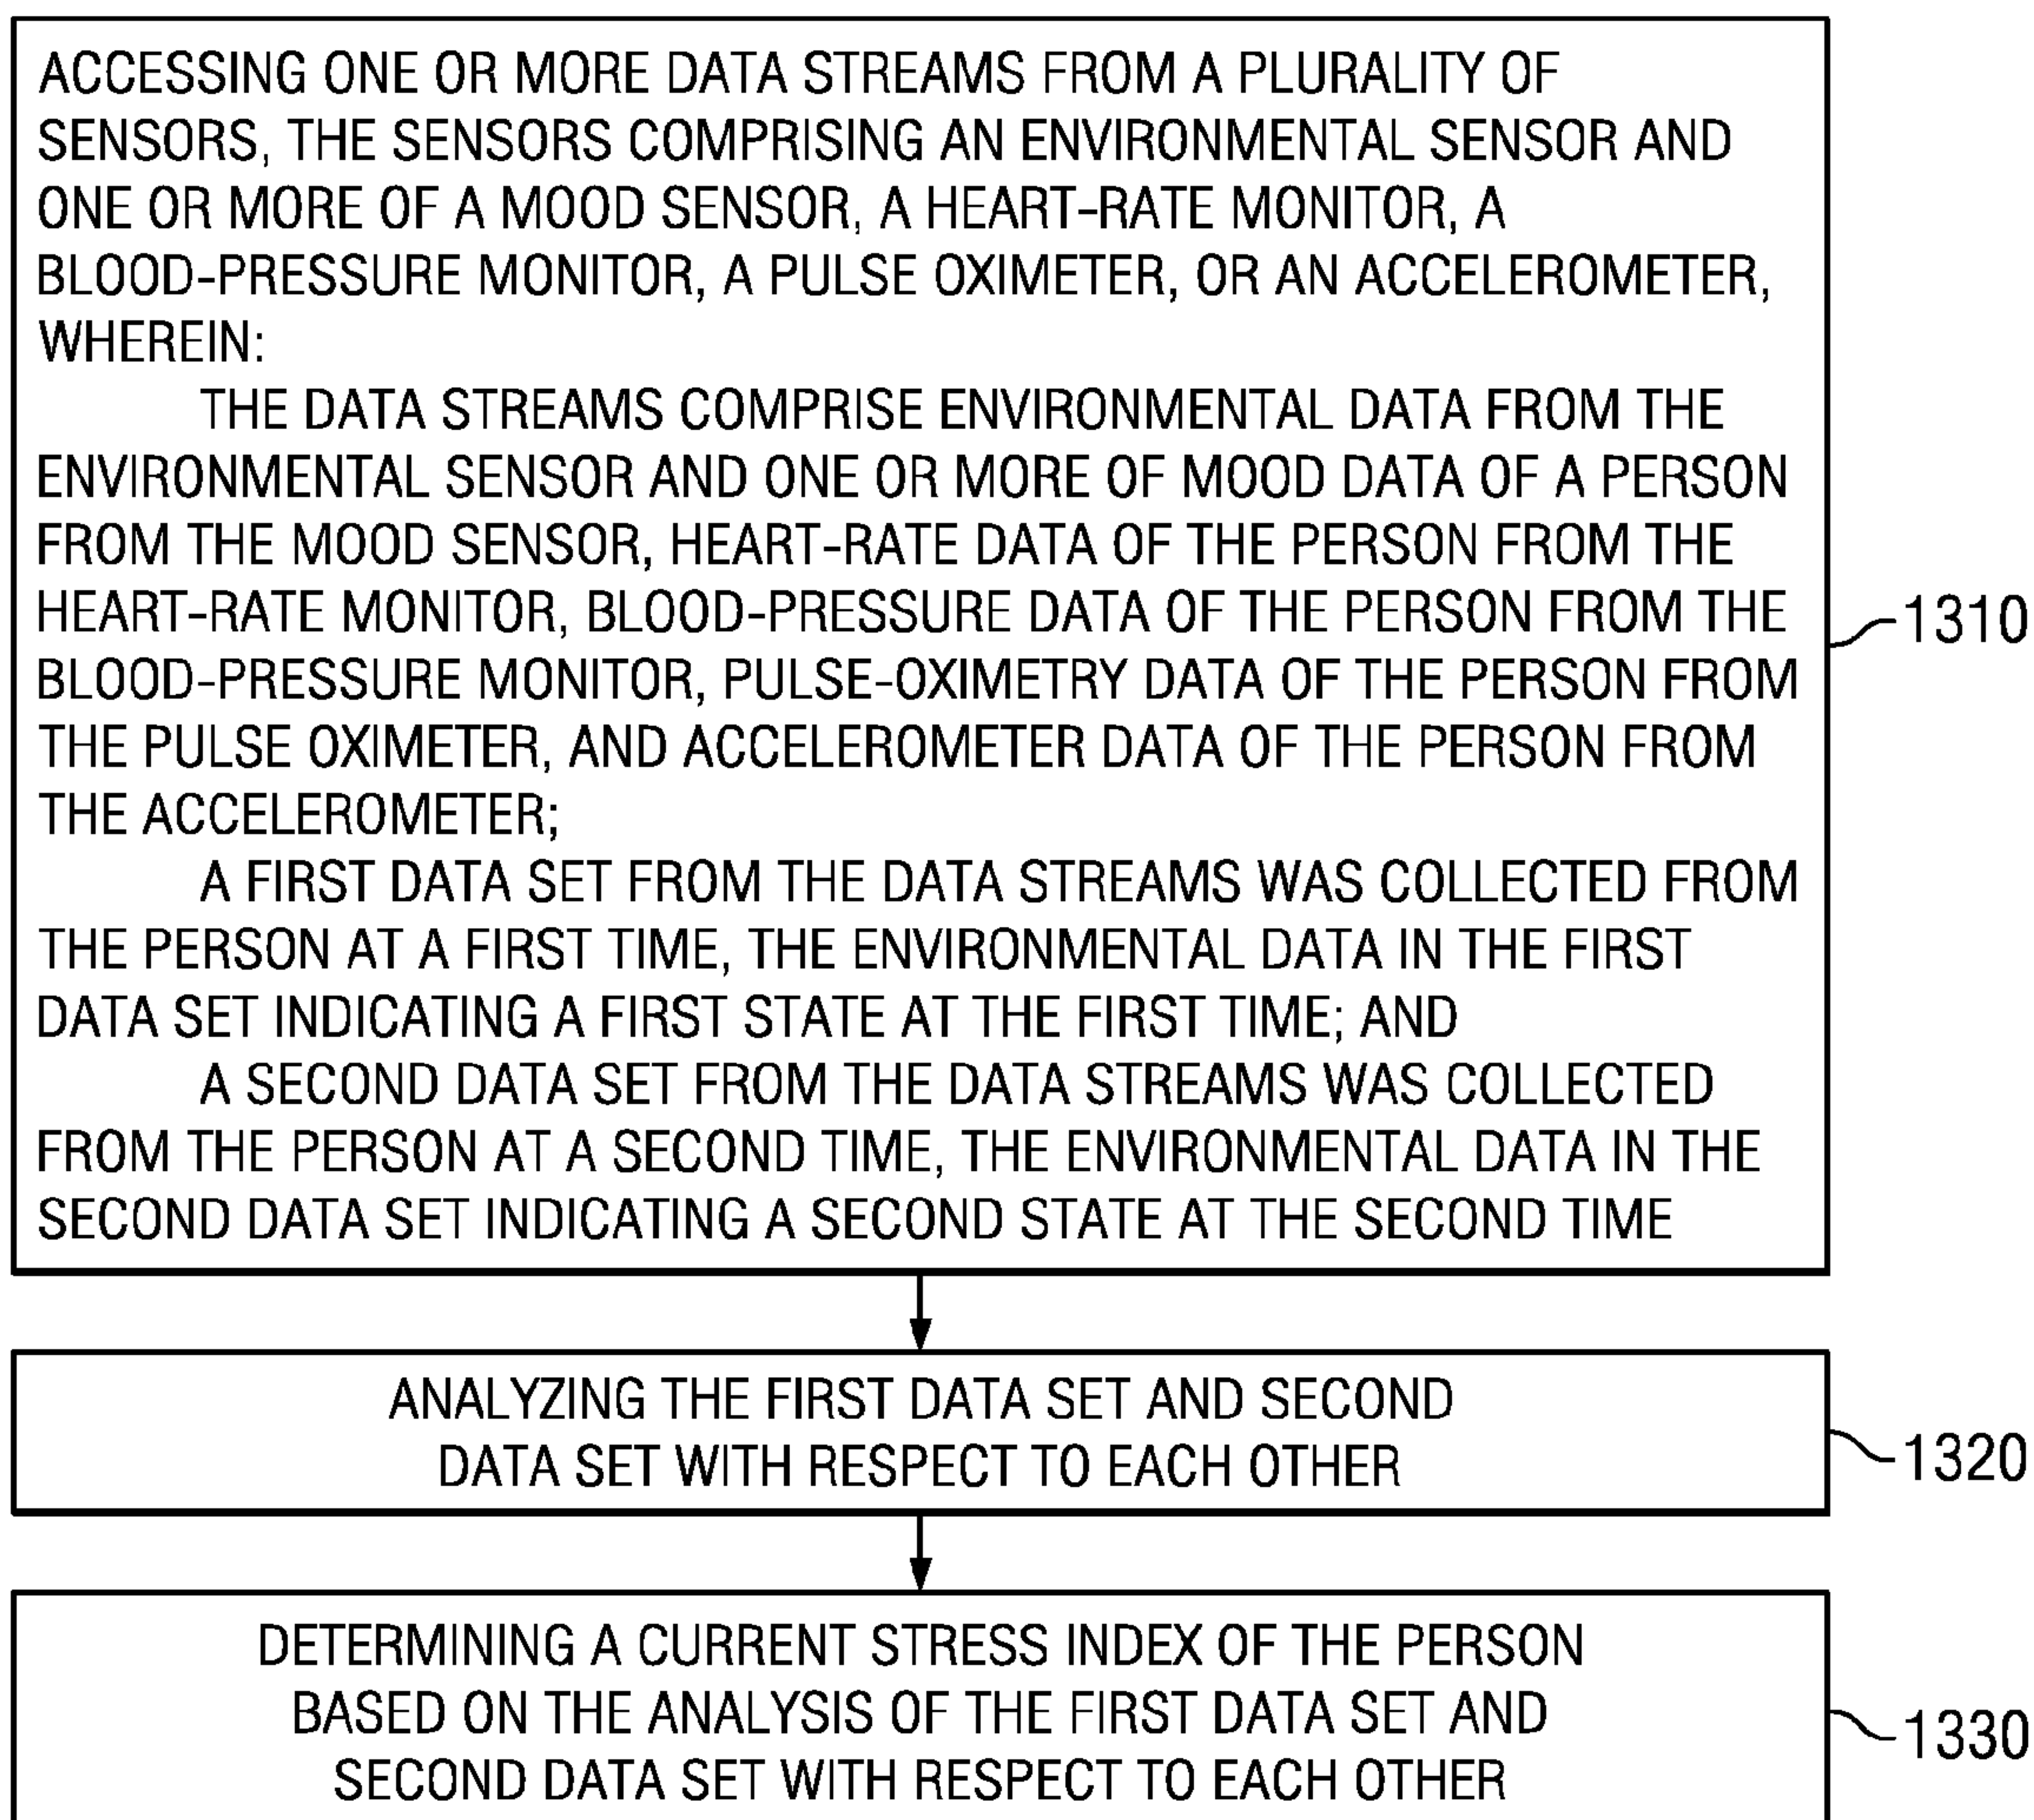 ACCESSING ONE OR MORE DATA STREAMS FROM A PLURALITY OF
SENSORS, THE SENSORS COMPRISING AN ENVIRONMENTAL SENSOR AND
ONE OR MORE OF A MOOD SENSOR, A HEART-RATE MONITOR, A
BLOOD-PRESSURE MONITOR, A PULSE OXIMETER, OR AN ACCELEROMETER,
WHEREIN:
THE DATA STREAMS COMPRISE ENVIRONMENTAL DATA FROM THE
ENVIRONMENTAL SENSOR AND ONE OR MORE OF MOOD DATA OF A PERSON
FROM THE MOOD SENSOR, HEART-RATE DATA OF THE PERSON FROM THE
HEART-RATE MONITOR, BLOOD-PRESSURE DATA OF THE PERSON FROM THE
BLOOD-PRESSURE MONITOR, PULSE-OXIMETRY DATA OF THE PERSON FROM
THE PULSE OXIMETER, AND ACCELEROMETER DATA OF THE PERSON FROM
THE ACCELEROMETER;
A FIRST DATA SET FROM THE DATA STREAMS WAS COLLECTED FROM
THE PERSON AT A FIRST TIME, THE ENVIRONMENTAL DATA IN THE FIRST
DATA SET INDICATING A FIRST STATE AT THE FIRST TIME; AND
A SECOND DATA SET FROM THE DATA STREAMS WAS COLLECTED
FROM THE PERSON AT A SECOND TIME, THE ENVIRONMENTAL DATA IN THE
SECOND DATA SET INDICATING A SECOND STATE AT THE SECOND TIME
1310
ANALYZING THE FIRST DATA SET AND SECOND
DATA SET WITH RESPECT TO EACH OTHER
1320
DETERMINING A CURRENT STRESS INDEX OF THE PERSON
BASED ON THE ANALYSIS OF THE FIRST DATA SET AND
SECOND DATA SET WITH RESPECT TO EACH OTHER
1330